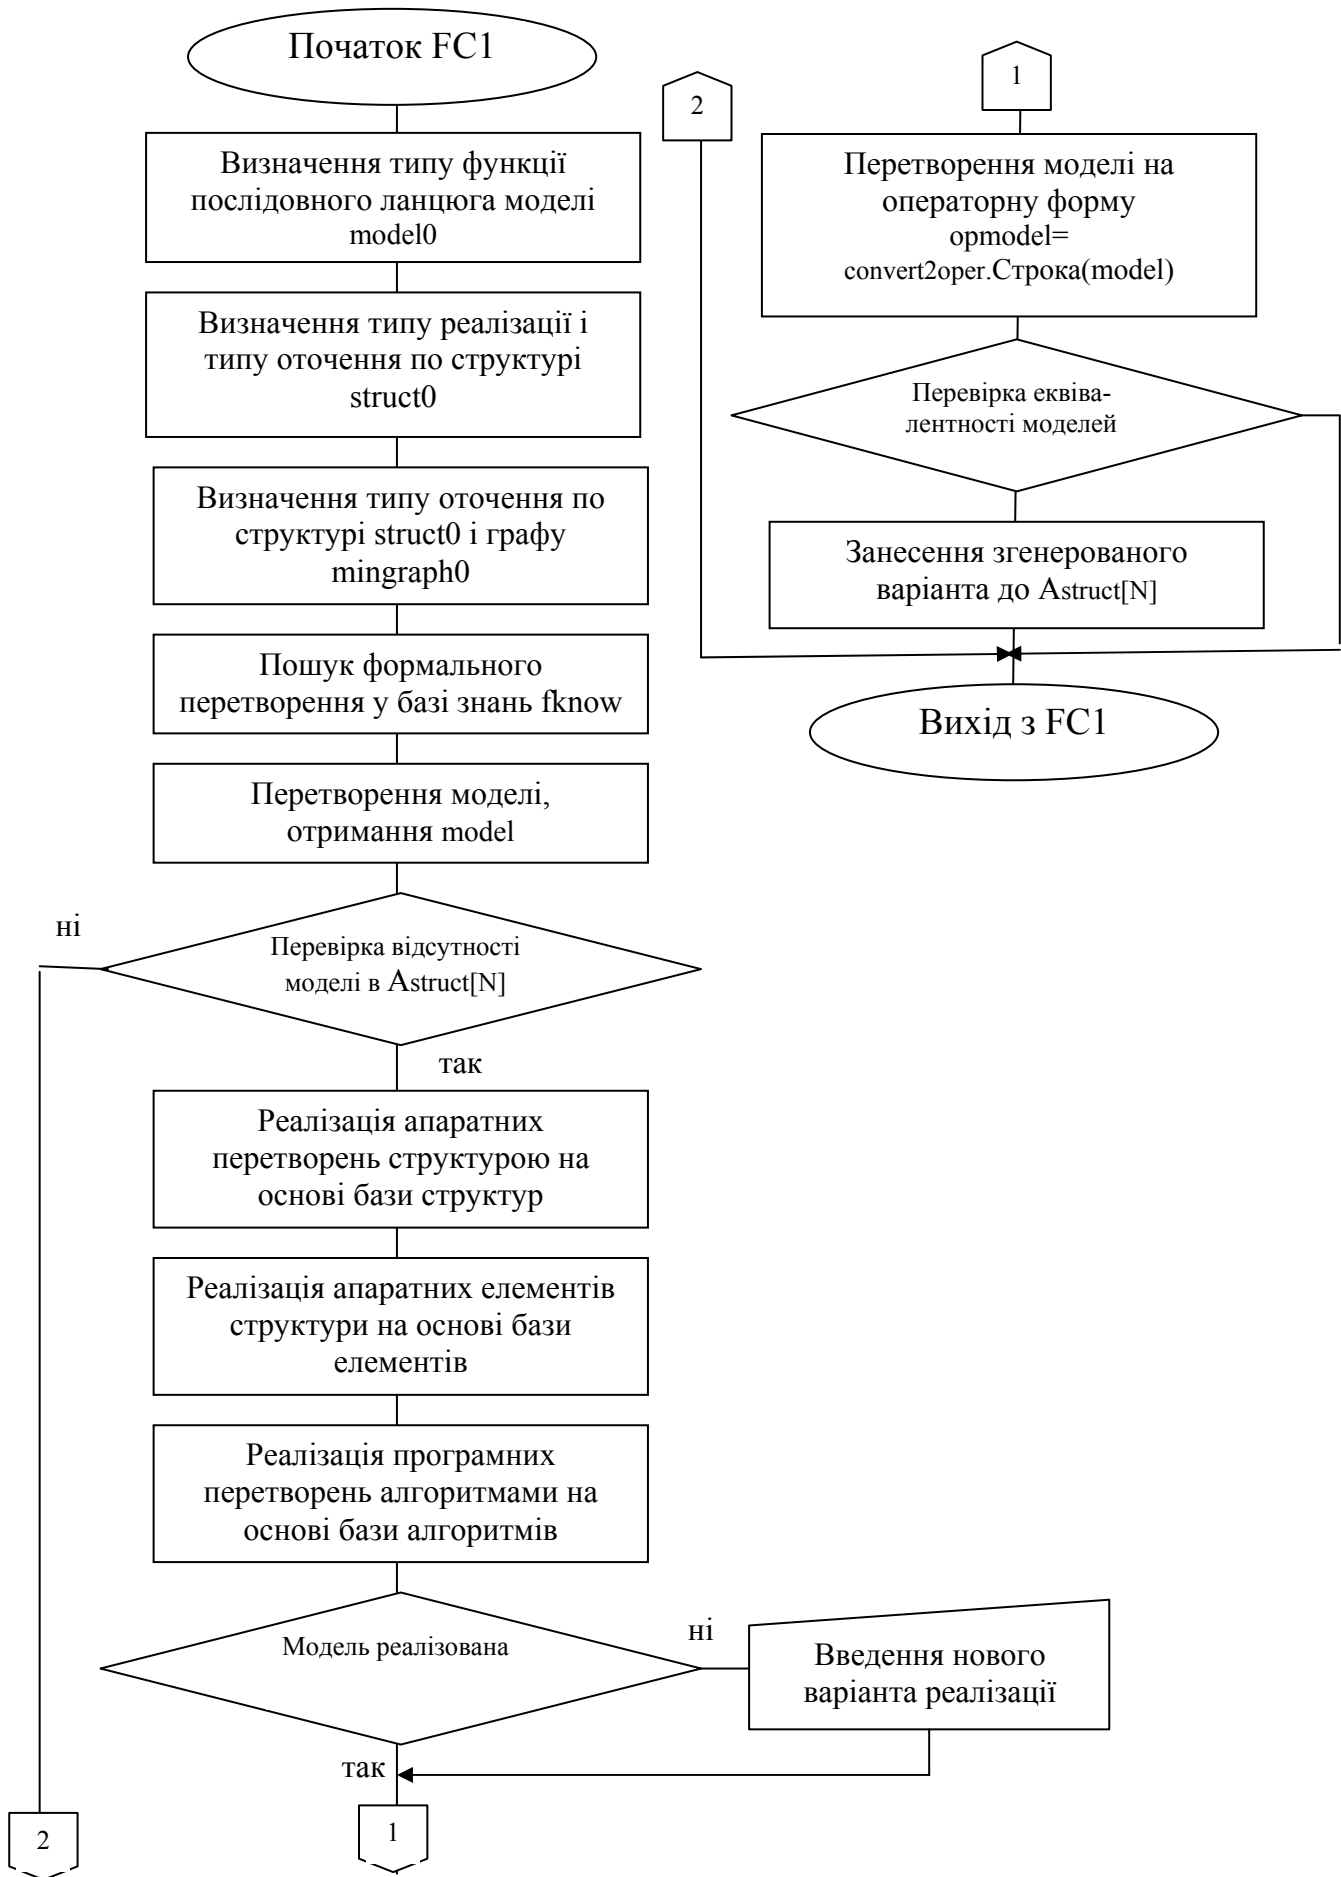 Початок FC1
Визначення типу функції
послідовного ланцюга моделі
model0
Визначення типу реалізації і
типу оточення по структурі
struct0
Визначення типу оточення по
структурі struct0 і графу
mingraph0
Пошук формального
перетворення у базі знань fknow
Перетворення моделі,
отримання model
ні
Перевірка відсутності
моделі в Astruct[N]
так
Реалізація апаратних
перетворень структурою на
основі бази структур
Реалізація апаратних елементів
структури на основі бази
елементів
Реалізація програмних
перетворень алгоритмами на
основі бази алгоритмів
Модель реалізована
ні
Введення нового
варіанта реалізації
так
2
1
2
1
Перетворення моделі на
операторну форму
opmodel=
convert2oper.Строка(model)
Перевірка еквіва-
лентності моделей
Занесення згенерованого
варіанта до Astruct[N]
Вихід з FC1